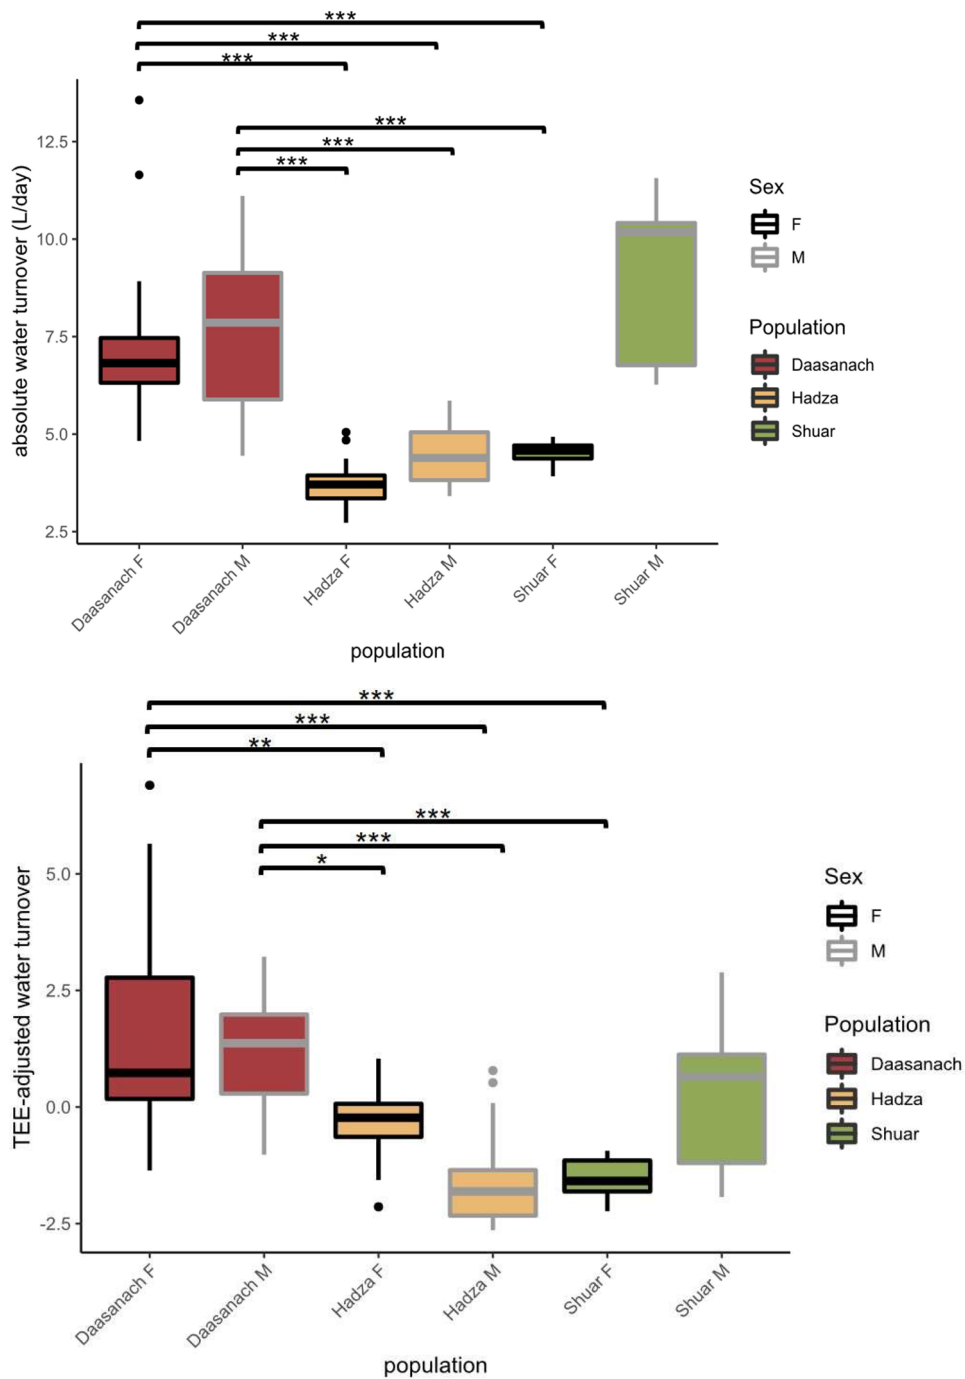 ***
***
***
***
***
***
absolute water turnover (L/day)
12.5
10.0
7.5
5.0
2.5
Daasanach F
Daasanach M
Hadza F
Hadza M
Shuar F
Shuar M
population
Sex
F
M
Population
Daasanach
Hadza
Shuar
***
***
**
***
***
*
TEE-adjusted water turnover
5.0
2.5
0.0
-2.5
Daasanach F
Daasanach M
Hadza F
Hadza M
Shuar F
Shuar M
population
Sex
F
M
Population
Daasanach
Hadza
Shuar